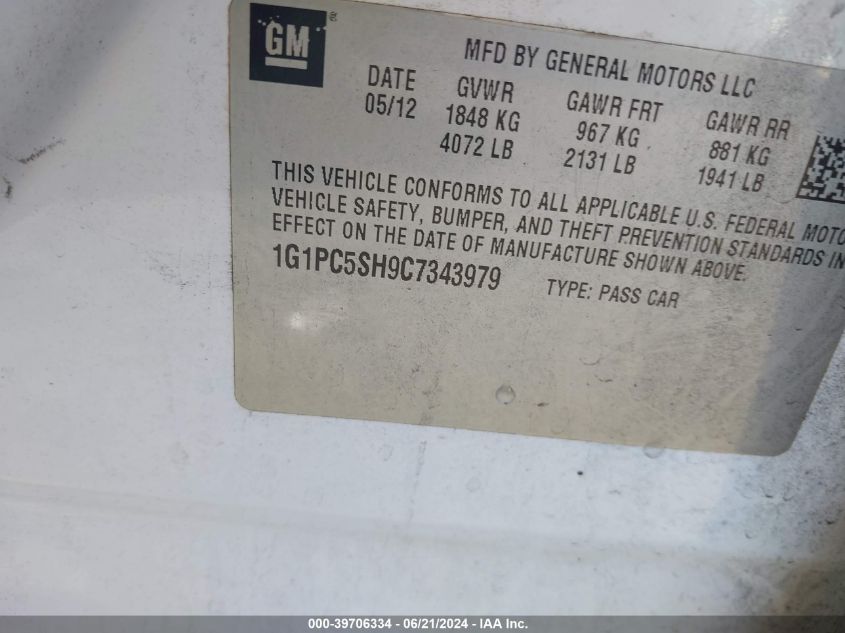 GM ®
MFD BY GENERAL MOTORS LLC
DATE GVWR GAWR FRT GAWR RR
05/12 1848 KG 967 KG 881 KG
4072 LB 2131 LB 1941 LB
THIS VEHICLE CONFORMS TO ALL APPLICABLE U.S. FEDERAL MOTO
VEHICLE SAFETY, BUMPER, AND THEFT PREVENTION STANDARDS IN
EFFECT ON THE DATE OF MANUFACTURE SHOWN ABOVE.
1G1PC5SH9C7343979 TYPE: PASS CAR
000-39706334 - 06/21/2024 - IAA Inc.